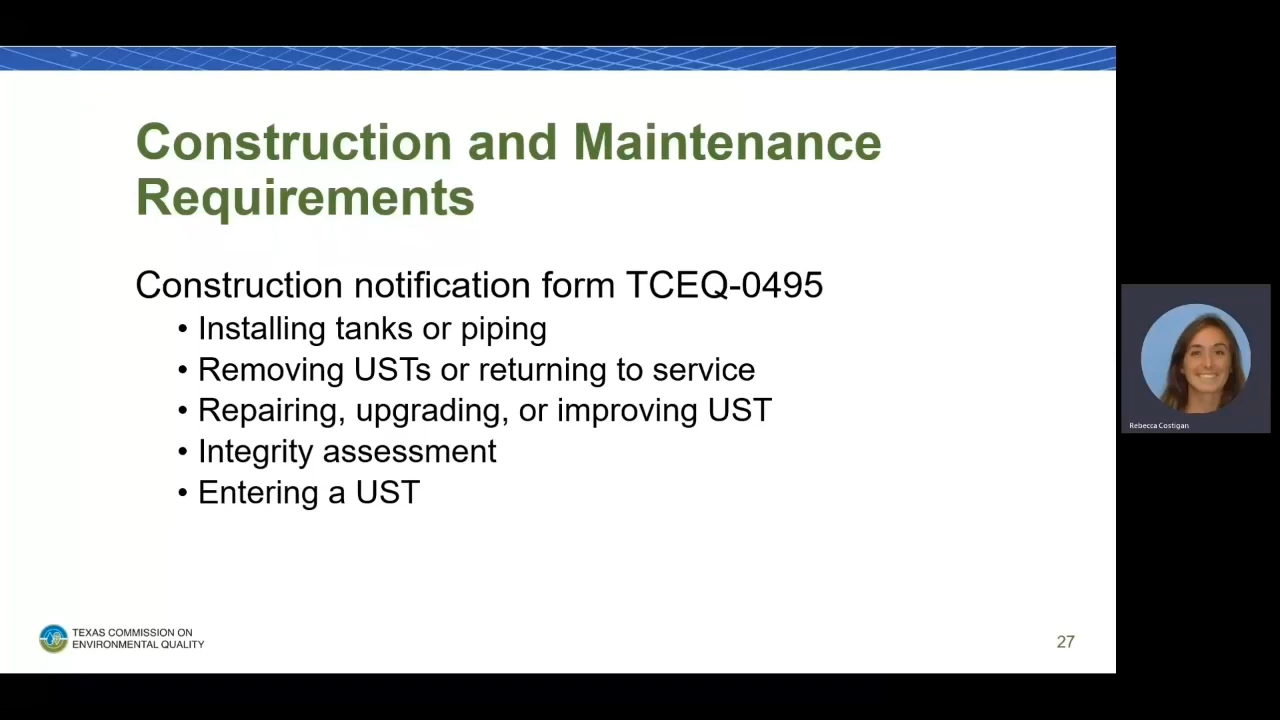 Construction and Maintenance
Requirements
Construction notification form TCEQ-0495
• Installing tanks or piping
• Removing USTs or returning to service
• Repairing, upgrading, or improving UST
• Integrity assessment
• Entering a UST
Rebecca Costigan
TEXAS COMMISSION ON
ENVIRONMENTAL QUALITY
27